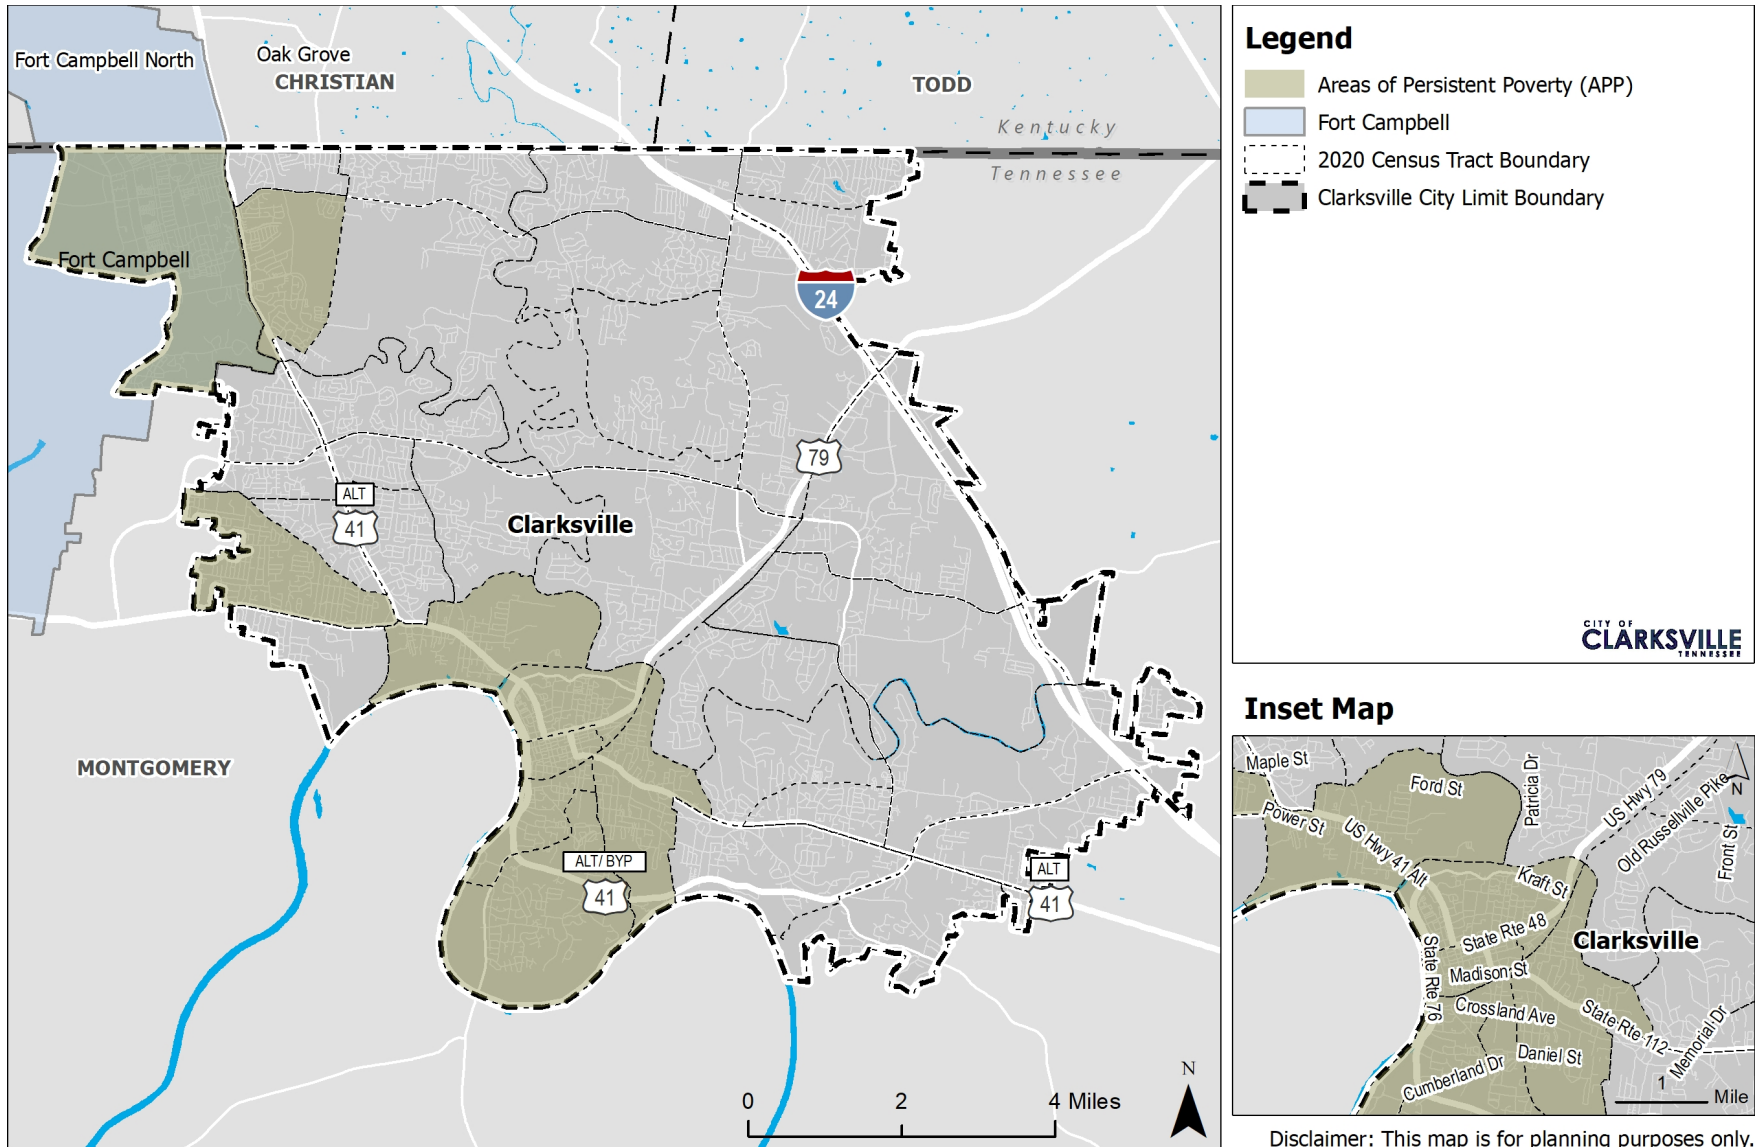 Fort Campbell North
Oak Grove
CHRISTIAN
TODD
Kentucky
Tennessee
Fort Campbell
24
79
ALT
41
Clarksville
MONTGOMERY
ALT/ BYP
41
ALT
41
N
0 2 4 Miles
Legend
Areas of Persistent Poverty (APP)
Fort Campbell
2020 Census Tract Boundary
Clarksville City Limit Boundary
CITY OF
CLARKSVILLE
TENNESSEE
Inset Map
Maple St
Ford St
Patricia Dr
US Hwy 79
Old Russellville Pike
N
Power St
US Hwy 41 Alt
Front St
Kraft St
State Rte 48
Clarksville
State Rte 76
Madison St
Crossland Ave
State Rte 112
Memorial Dr
Daniel St
Cumberland Dr
1
Mile
Disclaimer: This map is for planning purposes only.